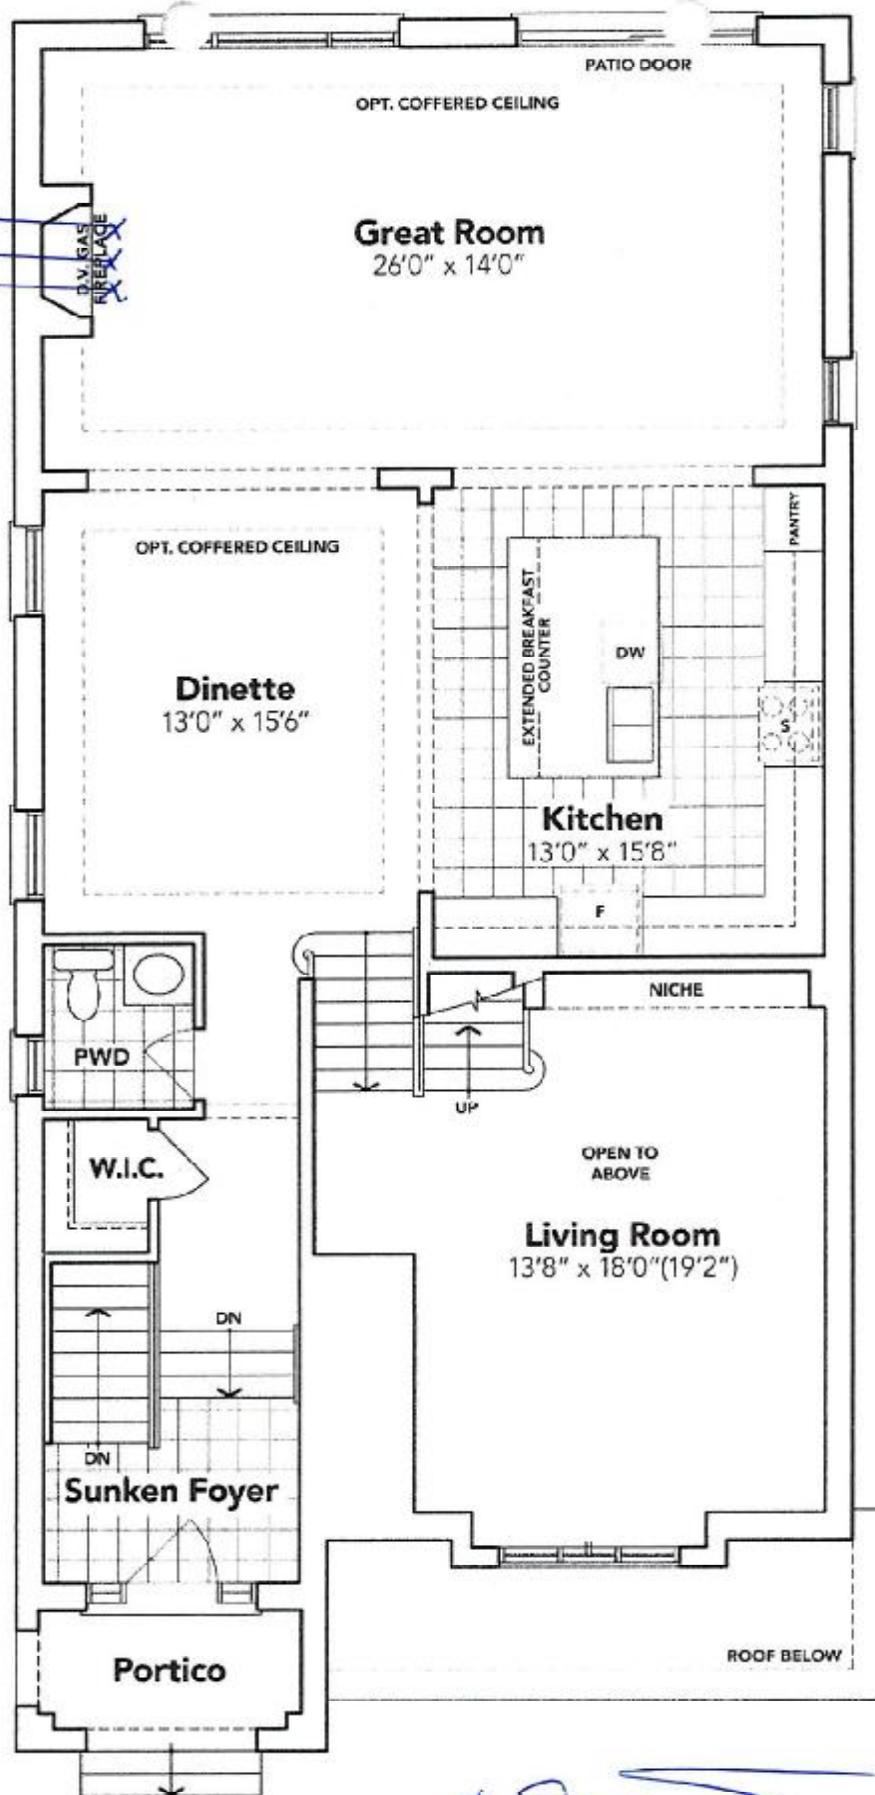 PATIO DOOR
OPT. COFFERED CEILING
Great Room
26'0" x 14'0"
D.V. GAS
FIREPLACE
OPT. COFFERED CEILING
Dinette
13'0" x 15'6"
PANTRY
EXTENDED BREAKFAST
COUNTER
DW
S
Kitchen
13'0" x 15'8"
F
NICHE
PWD
UP
W.I.C.
OPEN TO
ABOVE
Living Room
13'8" x 18'0"(19'2")
DN
DN
Sunken Foyer
Portico
ROOF BELOW